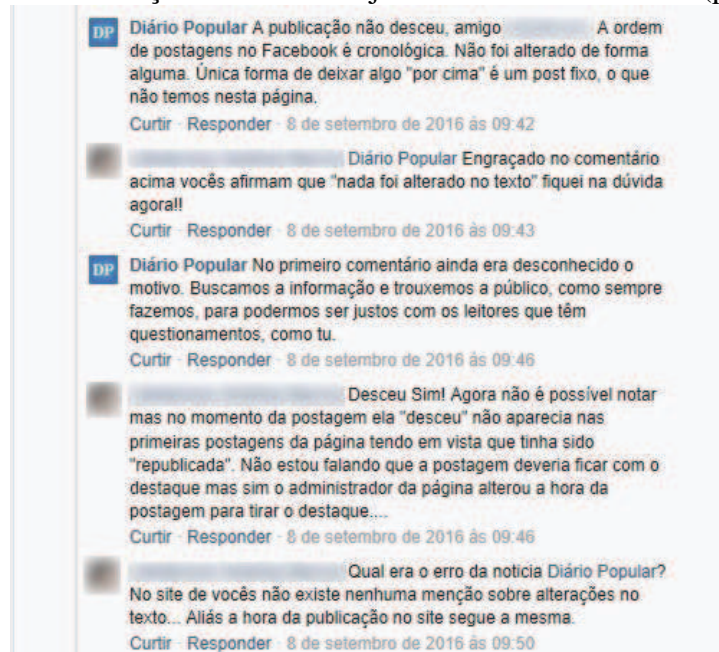 DP Diário Popular A publicação não desceu, amigo A ordem
de postagens no Facebook é cronológica. Não foi alterado de forma
alguma. Única forma de deixar algo "por cima" é um post fixo, o que
não temos nesta página.
Curtir · Responder · 8 de setembro de 2016 às 09:42
Diário Popular Engraçado no comentário
acima vocês afirmam que "nada foi alterado no texto" fiquei na dúvida
agora!!
Curtir · Responder · 8 de setembro de 2016 às 09:43
DP Diário Popular No primeiro comentário ainda era desconhecido o
motivo. Buscamos a informação e trouxemos a público, como sempre
fazemos, para podermos ser justos com os leitores que têm
questionamentos, como tu.
Curtir · Responder · 8 de setembro de 2016 às 09:46
Desceu Sim! Agora não é possível notar
mas no momento da postagem ela "desceu" não aparecia nas
primeiras postagens da página tendo em vista que tinha sido
"republicada". Não estou falando que a postagem deveria ficar com o
destaque mas sim o administrador da página alterou a hora da
postagem para tirar o destaque....
Curtir · Responder · 8 de setembro de 2016 às 09:46
Qual era o erro da noticia Diário Popular?
No site de vocês não existe nenhuma menção sobre alterações no
texto... Aliás a hora da publicação no site segue a mesma.
Curtir · Responder · 8 de setembro de 2016 às 09:50